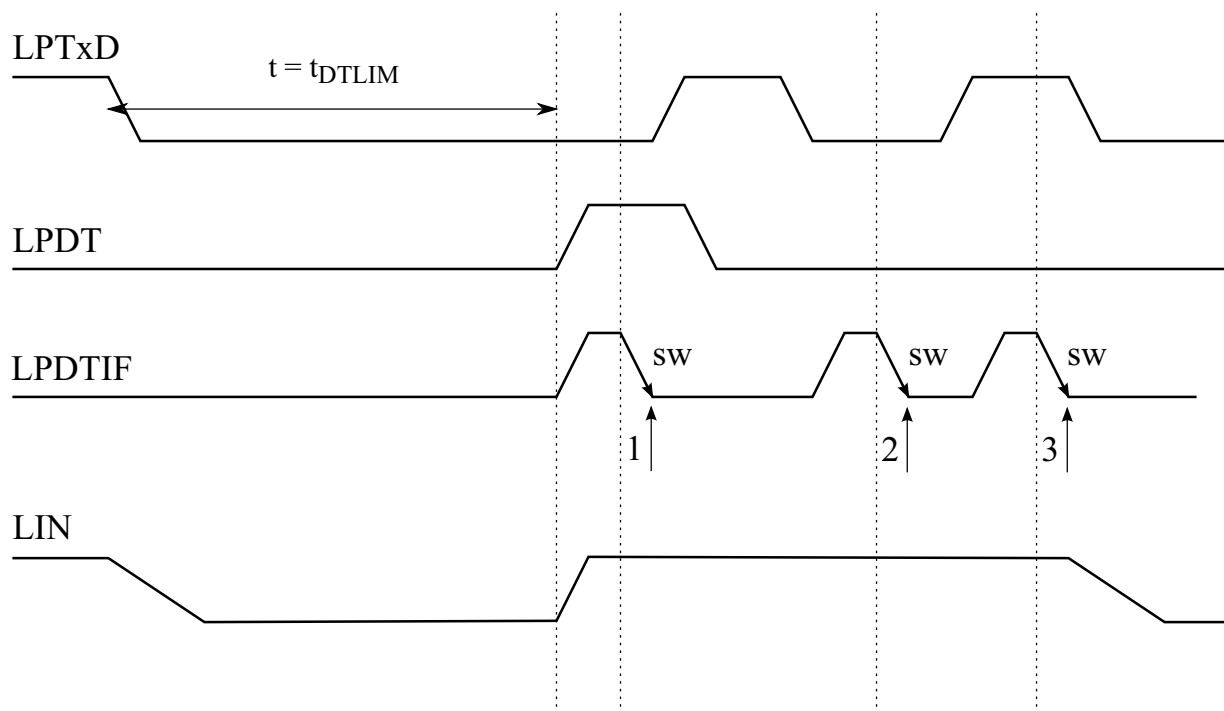 LPTxD
t = tDTLIM
LPDT
LPDTIF
sw
sw
sw
1
2
3
LIN